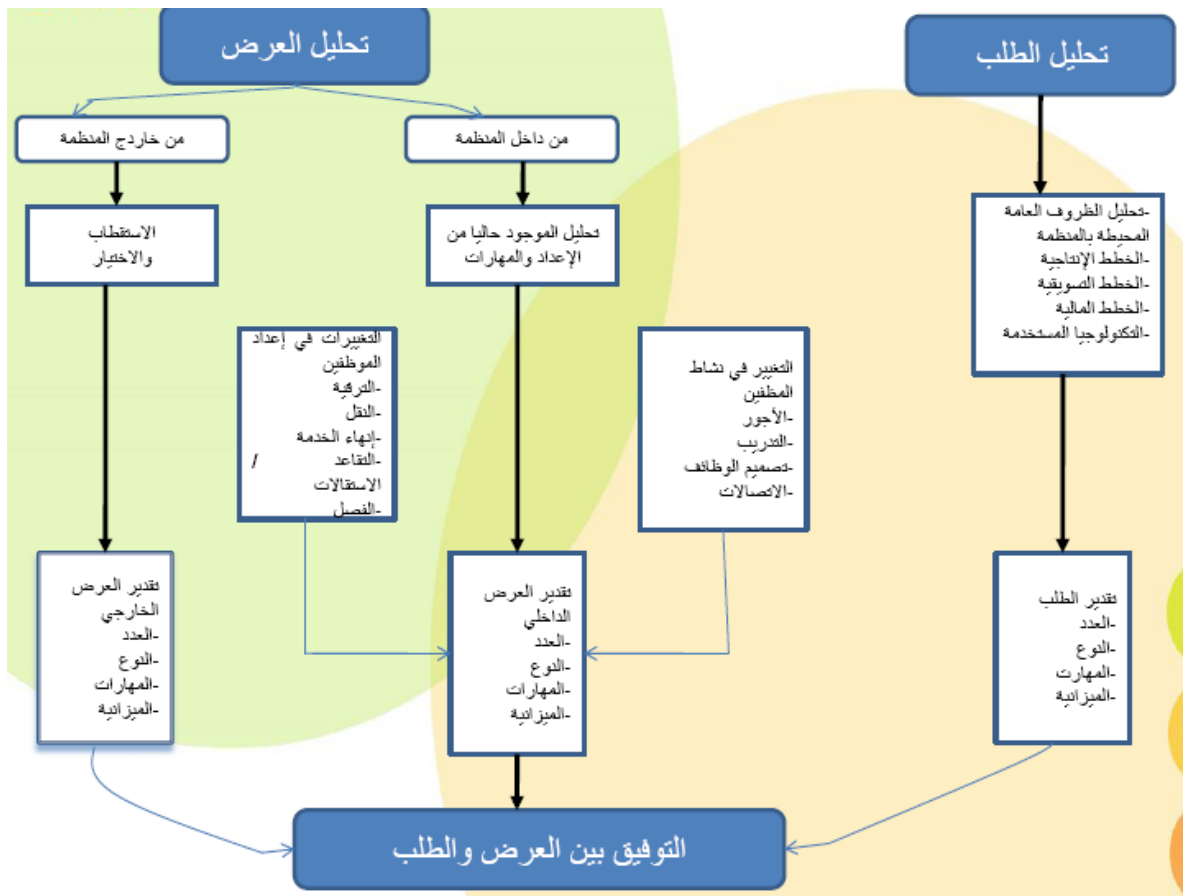 تحليل الطلب
تحليل العرض
من داخل المنظمة
من خاردج المنظمة
-تحليل الظروف العامة
المحيطة بالمنظمة
-الخطط الإنتاجية
-الخطط التسويقية
-الخطط المالية
-التكنولوجيا المستخدمة
تحليل الموجود حاليا من
الإعداد والمهارات
الاستقطاب
والاختيار
التغيير في نشاط
المظفين
-الأجور
-التدريب
-تصميم الوظائف
-الاتصالات
التغييرات في إعداد
الموظفين
-الترقية
-النقل
-إنهاء الخدمة
-التقاعد /
الاستقالات
-الفصل
تقدير الطلب
-العدد
-النوع
-المهارت
-الميزانية
تقدير العرض
الداخلي
-العدد
-النوع
-المهارات
-الميزانية
تقدير العرض
الخارجي
-العدد
-النوع
-المهارات
-الميزانية
التوفيق بين العرض والطلب